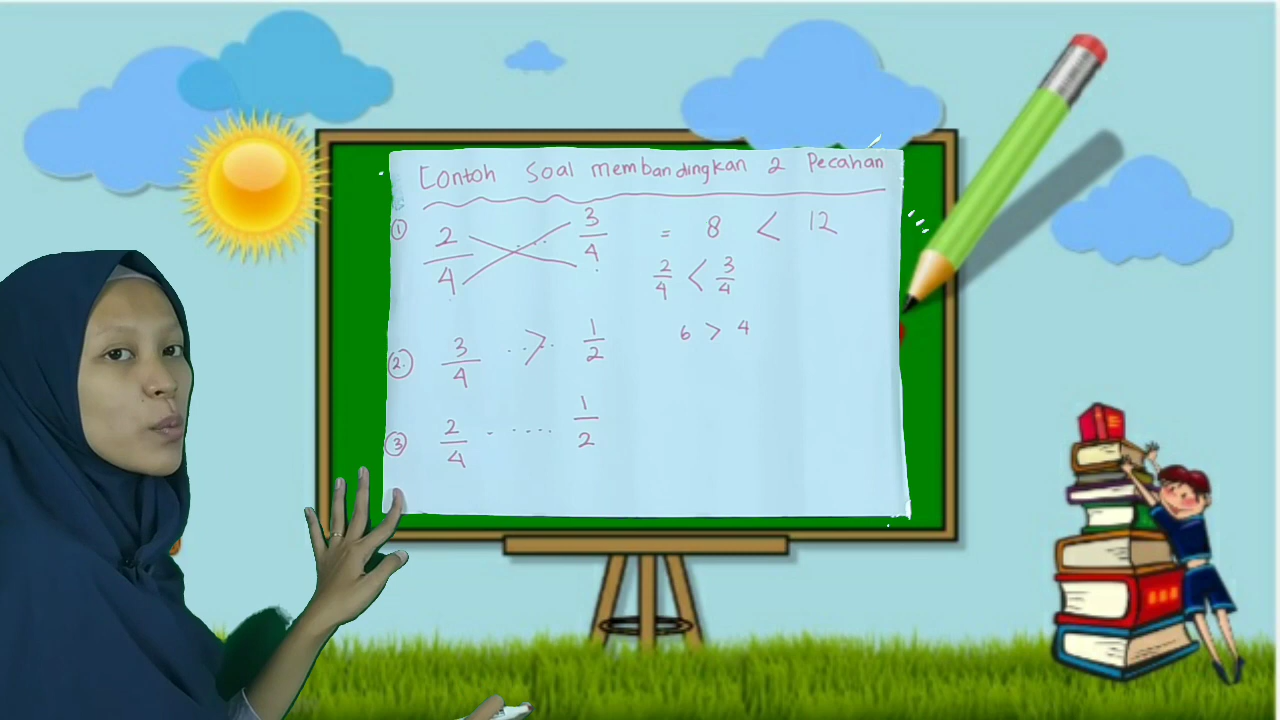 Contoh Soal membandingkan 2 Pecahan
① 2/4 ..... 3/4 = 8 < 12
2/4 < 3/4
② 3/4 ..>.. 1/2 6 > 4
③ 2/4 ..... 1/2